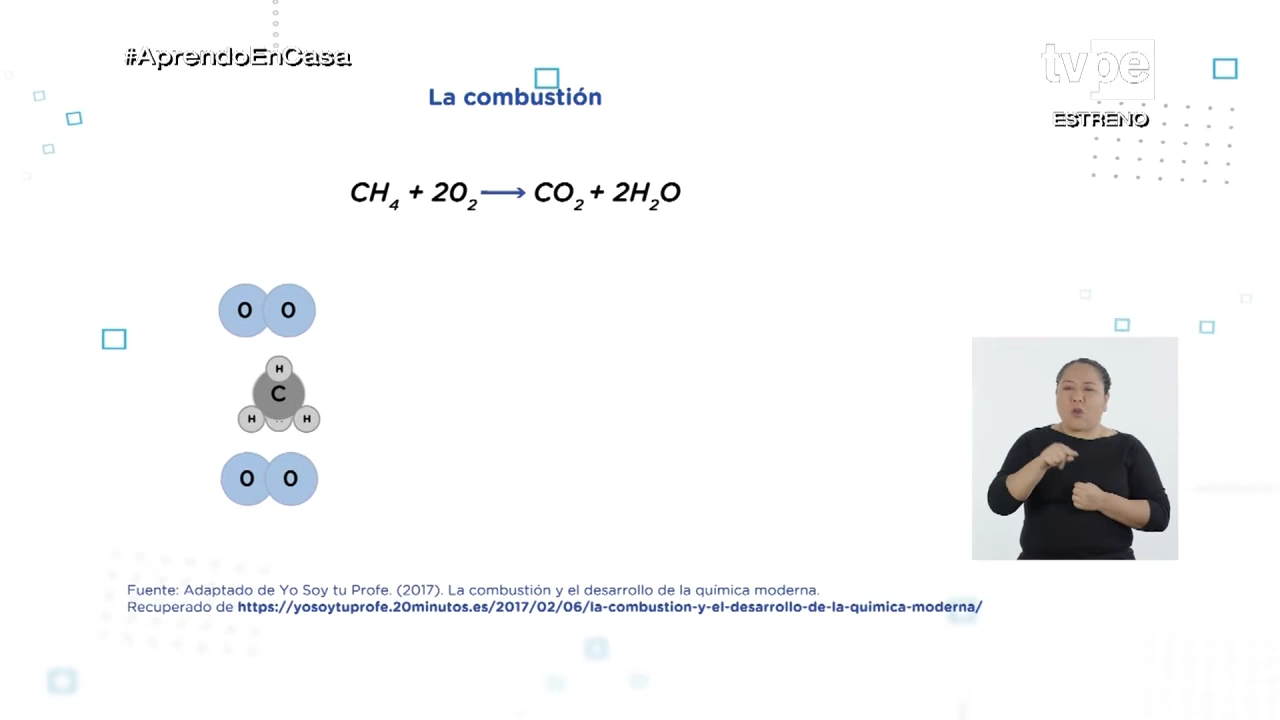 #AprendoEnCasa
tvpe
ESTRENO
La combustión
CH₄ + 2O₂ ⟶ CO₂ + 2H₂O
O O
H
C
H H
O O
Fuente: Adaptado de Yo Soy tu Profe. (2017). La combustión y el desarrollo de la química moderna.
Recuperado de https://yosoytuprofe.20minutos.es/2017/02/06/la-combustion-y-el-desarrollo-de-la-quimica-moderna/